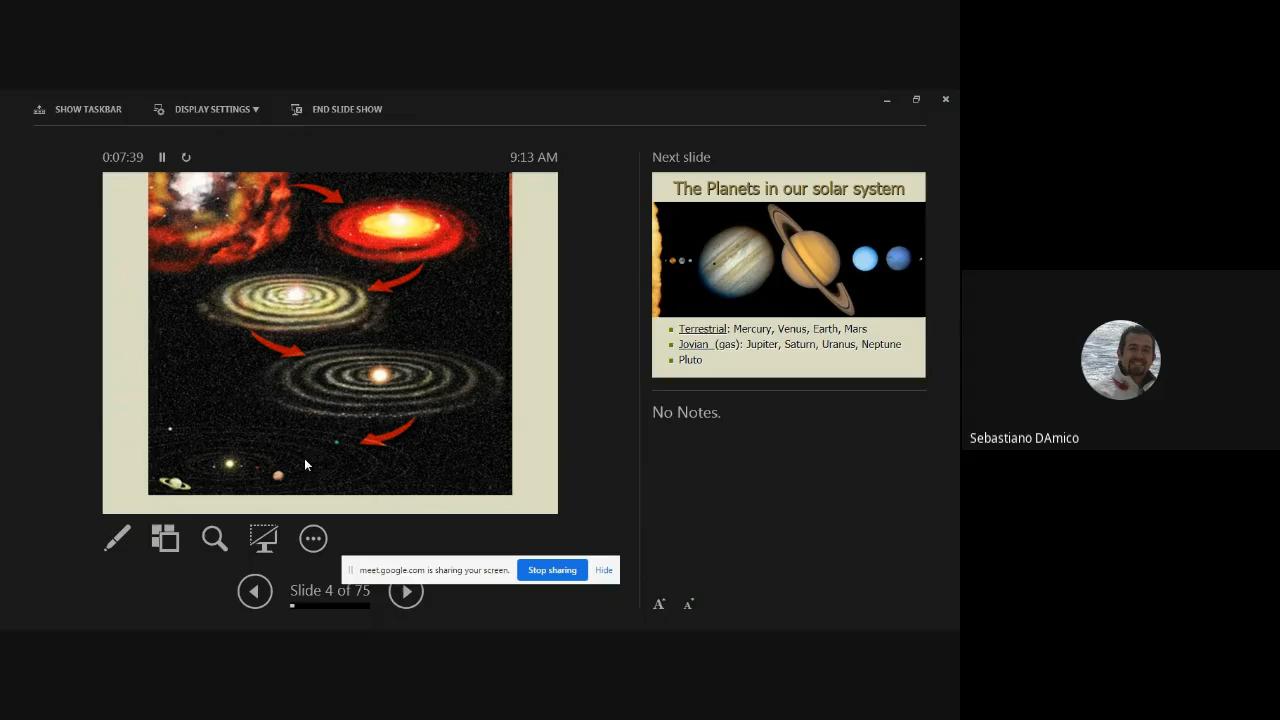 SHOW TASKBAR
DISPLAY SETTINGS ▼
END SLIDE SHOW
0:07:39
9:13 AM
Next slide
The Planets in our solar system
Terrestrial: Mercury, Venus, Earth, Mars
Jovian (gas): Jupiter, Saturn, Uranus, Neptune
Pluto
No Notes.
Sebastiano DAmico
meet.google.com is sharing your screen.
Stop sharing
Hide
Slide 4 of 75
A
A